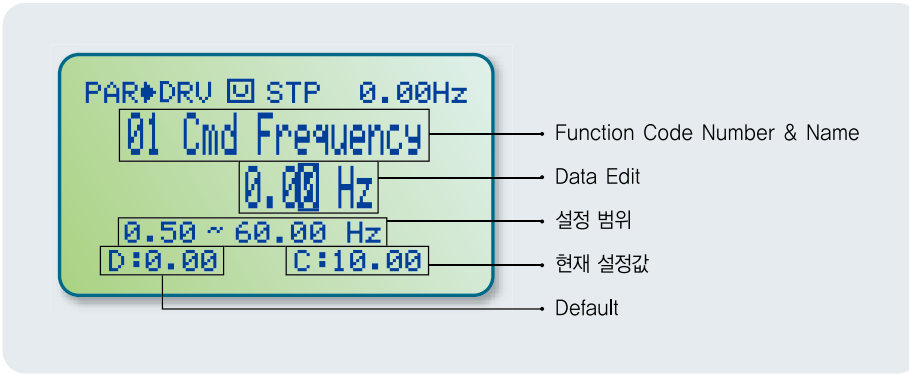 PAR➧DRV U STP 0.00Hz
01 Cmd Frequency
0.00 Hz
0.50 ~ 60.00 Hz
D:0.00 C:10.00
Function Code Number & Name
Data Edit
설정 범위
현재 설정값
Default